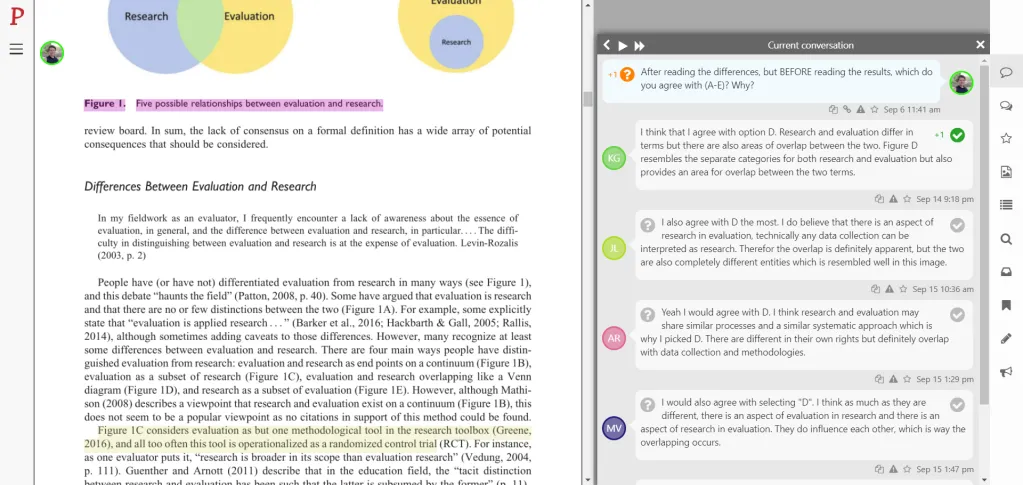 P
Research
Evaluation
Evaluation
Research
Figure 1. Five possible relationships between evaluation and research.
review board. In sum, the lack of consensus on a formal definition has a wide array of potential
consequences that should be considered.
Differences Between Evaluation and Research
In my fieldwork as an evaluator, I frequently encounter a lack of awareness about the essence of
evaluation, in general, and the difference between evaluation and research, in particular. . . . The diffi-
culty in distinguishing between evaluation and research is at the expense of evaluation. Levin-Rozalis
(2003, p. 2)
People have (or have not) differentiated evaluation from research in many ways (see Figure 1),
and this debate “haunts the field” (Patton, 2008, p. 40). Some have argued that evaluation is research
and that there are no or few distinctions between the two (Figure 1A). For example, some explicitly
state that “evaluation is applied research . . . ” (Barker et al., 2016; Hackbarth & Gall, 2005; Rallis,
2014), although sometimes adding caveats to those differences. However, many recognize at least
some differences between evaluation and research. There are four main ways people have distin-
guished evaluation from research: evaluation and research as end points on a continuum (Figure 1B),
evaluation as a subset of research (Figure 1C), evaluation and research overlapping like a Venn
diagram (Figure 1D), and research as a subset of evaluation (Figure 1E). However, although Mathi-
son (2008) describes a viewpoint that research and evaluation exist on a continuum (Figure 1B), this
does not seem to be a popular viewpoint as no citations in support of this method could be found.
Figure 1C considers evaluation as but one methodological tool in the research toolbox (Greene,
2016), and all too often this tool is operationalized as a randomized control trial (RCT). For instance,
as one evaluator puts it, “research is broader in its scope than evaluation research” (Vedung, 2004,
p. 111). Guenther and Arnott (2011) describe that in the education field, the “tacit distinction
between research and evaluation has been such that the latter is subsumed by the former” (p. 11).
Current conversation
+1 ? After reading the differences, but BEFORE reading the results, which do
you agree with (A-E)? Why?
Sep 6 11:41 am
KG
I think that I agree with option D. Research and evaluation differ in
+1
terms but there are also areas of overlap between the two. Figure D
resembles the separate categories for both research and evaluation but also
provides an area for overlap between the two terms.
Sep 14 9:18 pm
JL
? I also agree with D the most. I do believe that there is an aspect of
research in evaluation, technically any data collection can be
interpreted as research. Therefor the overlap is definitely apparent, but the two
are also completely different entities which is resembled well in this image.
Sep 15 10:36 am
AR
? Yeah I would agree with D. I think research and evaluation may
share similar processes and a similar systematic approach which is
why I picked D. There are different in their own rights but definitely overlap
with data collection and methodologies.
Sep 15 1:29 pm
MV
? I would also agree with selecting "D". I think as much as they are
different, there is an aspect of evaluation in research and there is an
aspect of research in evaluation. They do influence each other, which is way the
overlapping occurs.
Sep 15 1:47 pm